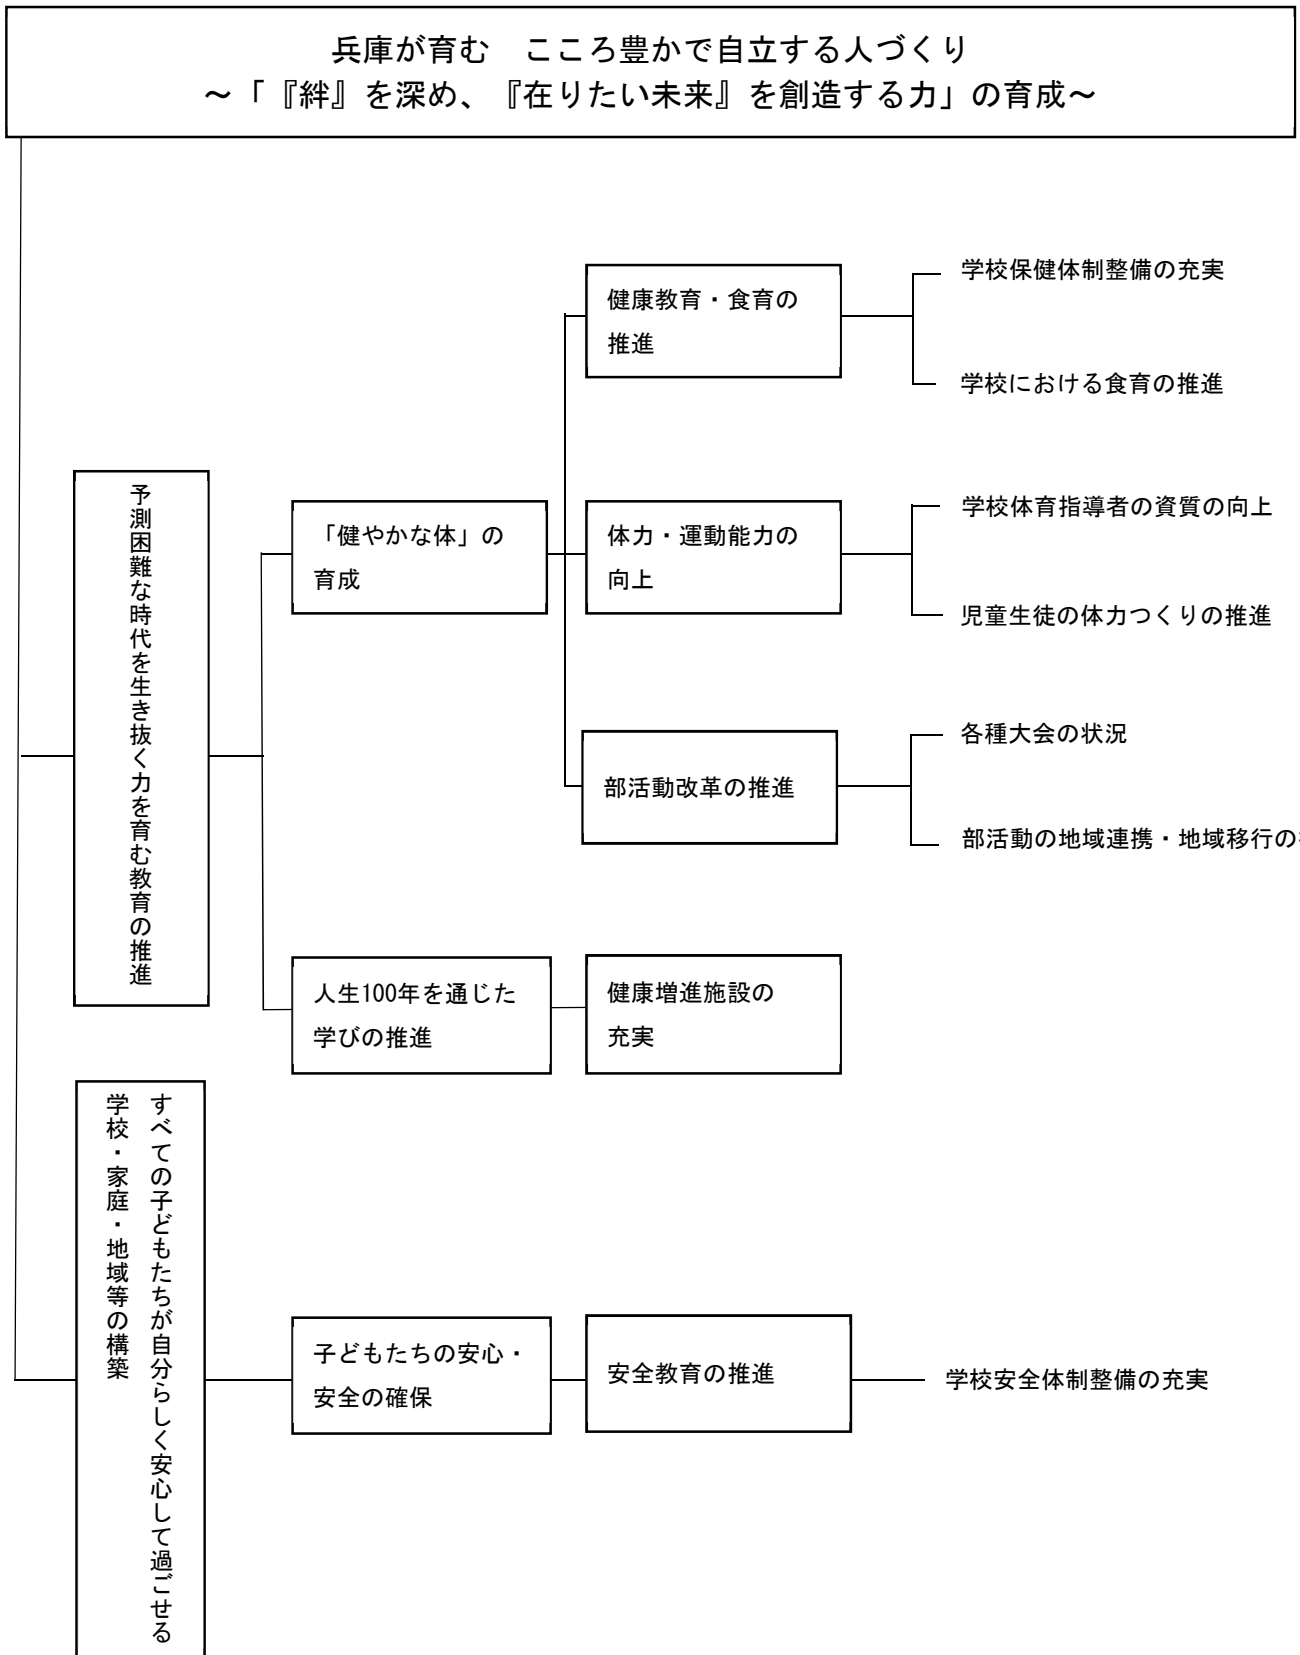 兵庫が育む　こころ豊かで自立する人づくり
～「『絆』を深め、『在りたい未来』を創造する力」の育成～
予測困難な時代を生き抜く力を育む教育の推進
「健やかな体」の
育成
健康教育・食育の
推進
学校保健体制整備の充実
学校における食育の推進
体力・運動能力の
向上
学校体育指導者の資質の向上
児童生徒の体力つくりの推進
部活動改革の推進
各種大会の状況
部活動の地域連携・地域移行の
人生100年を通じた
学びの推進
健康増進施設の
充実
すべての子どもたちが自分らしく安心して過ごせる
学校・家庭・地域等の構築
子どもたちの安心・
安全の確保
安全教育の推進
学校安全体制整備の充実